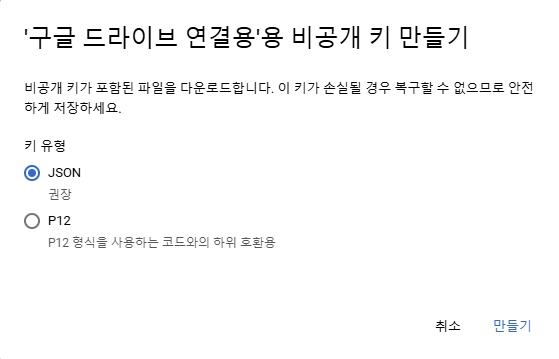 '구글 드라이브 연결용'용 비공개 키 만들기
비공개 키가 포함된 파일을 다운로드합니다. 이 키가 손실될 경우 복구할 수 없으므로 안전
하게 저장하세요.
키 유형
JSON
권장
P12
P12 형식을 사용하는 코드와의 하위 호환용
취소 만들기